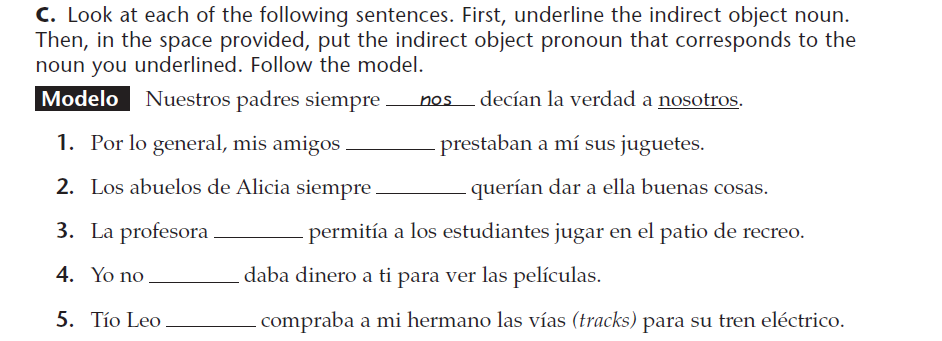 C. Look at each of the following sentences. First, underline the indirect object noun.
Then, in the space provided, put the indirect object pronoun that corresponds to the
noun you underlined. Follow the model.
Modelo Nuestros padres siempre nos decían la verdad a nosotros.
1. Por lo general, mis amigos ________ prestaban a mí sus juguetes.
2. Los abuelos de Alicia siempre ________ querían dar a ella buenas cosas.
3. La profesora ________ permitía a los estudiantes jugar en el patio de recreo.
4. Yo no ________ daba dinero a ti para ver las películas.
5. Tío Leo ________ compraba a mi hermano las vías (tracks) para su tren eléctrico.